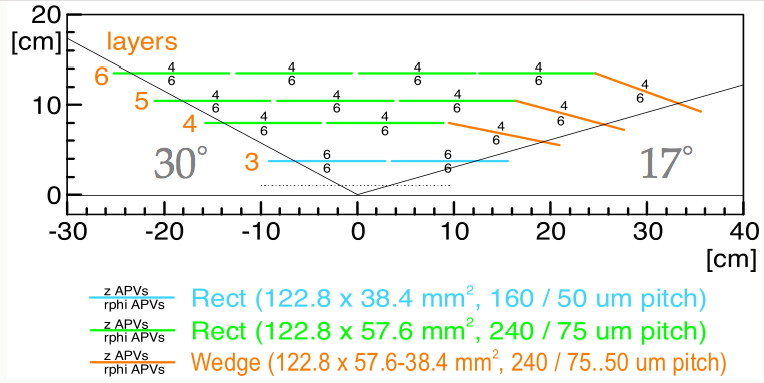 20
[cm]
layers
6 4 6 4 6 4 6 4 6 4 6
5 4 6 4 6 4 6 4 6
10
4 4 6 4 6 4 6
30° 3 6 6 6 6 17°
0
-30 -20 -10 0 10 20 30 40
[cm]
z APVs
rphi APVs
Rect (122.8 x 38.4 mm², 160 / 50 um pitch)
z APVs
rphi APVs
Rect (122.8 x 57.6 mm², 240 / 75 um pitch)
z APVs
rphi APVs
Wedge (122.8 x 57.6-38.4 mm², 240 / 75..50 um pitch)